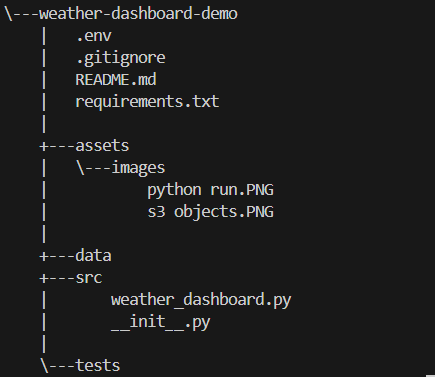 \---weather-dashboard-demo
    |   .env
    |   .gitignore
    |   README.md
    |   requirements.txt
    |
    +---assets
    |   \---images
    |           python run.PNG
    |           s3 objects.PNG
    |
    +---data
    +---src
    |       weather_dashboard.py
    |       __init__.py
    |
    \---tests